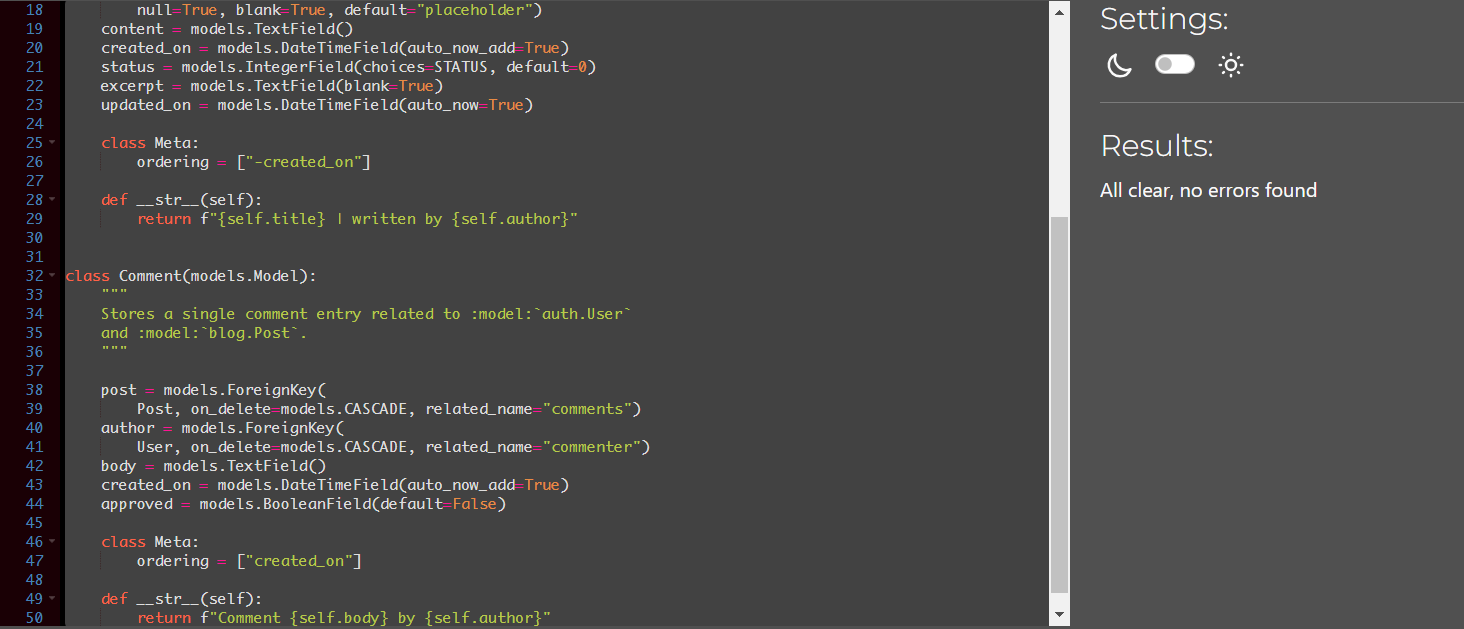 18 null=True, blank=True, default="placeholder")
19 content = models.TextField()
20 created_on = models.DateTimeField(auto_now_add=True)
21 status = models.IntegerField(choices=STATUS, default=0)
22 excerpt = models.TextField(blank=True)
23 updated_on = models.DateTimeField(auto_now=True)
24
25 class Meta:
26 ordering = ["-created_on"]
27
28 def __str__(self):
29 return f"{self.title} | written by {self.author}"
30
31
32 class Comment(models.Model):
33 """
34 Stores a single comment entry related to :model:`auth.User`
35 and :model:`blog.Post`.
36 """
37
38 post = models.ForeignKey(
39 Post, on_delete=models.CASCADE, related_name="comments")
40 author = models.ForeignKey(
41 User, on_delete=models.CASCADE, related_name="commenter")
42 body = models.TextField()
43 created_on = models.DateTimeField(auto_now_add=True)
44 approved = models.BooleanField(default=False)
45
46 class Meta:
47 ordering = ["created_on"]
48
49 def __str__(self):
50 return f"Comment {self.body} by {self.author}"
Settings:
Results:
All clear, no errors found